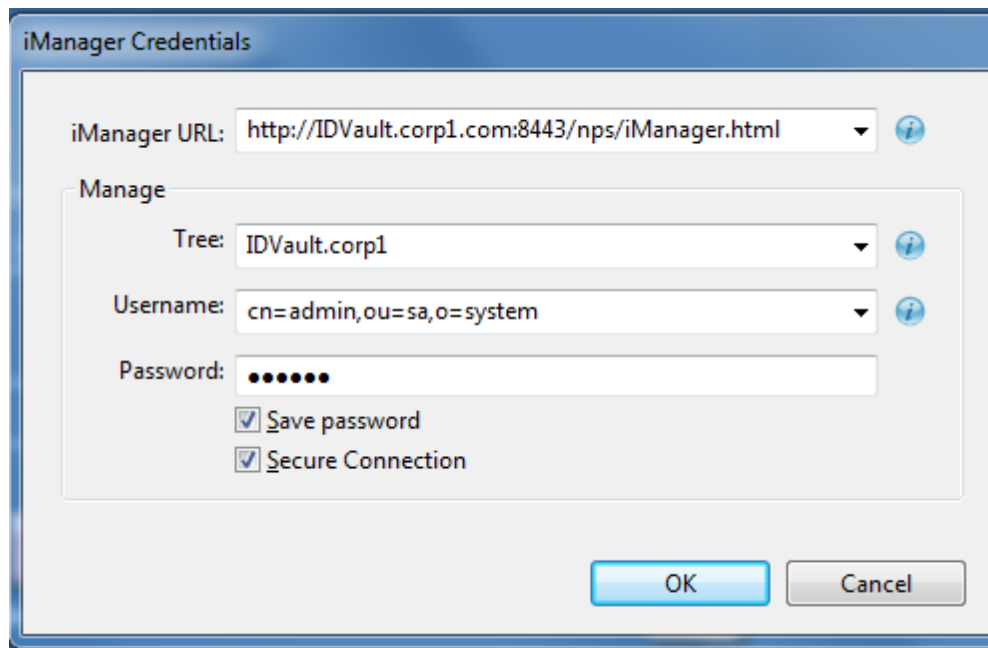 iManager Credentials
iManager URL: http://IDVault.corp1.com:8443/nps/iManager.html
Manage
Tree: IDVault.corp1
Username: cn=admin,ou=sa,o=system
Password: ●●●●●●
Save password
Secure Connection
OK Cancel